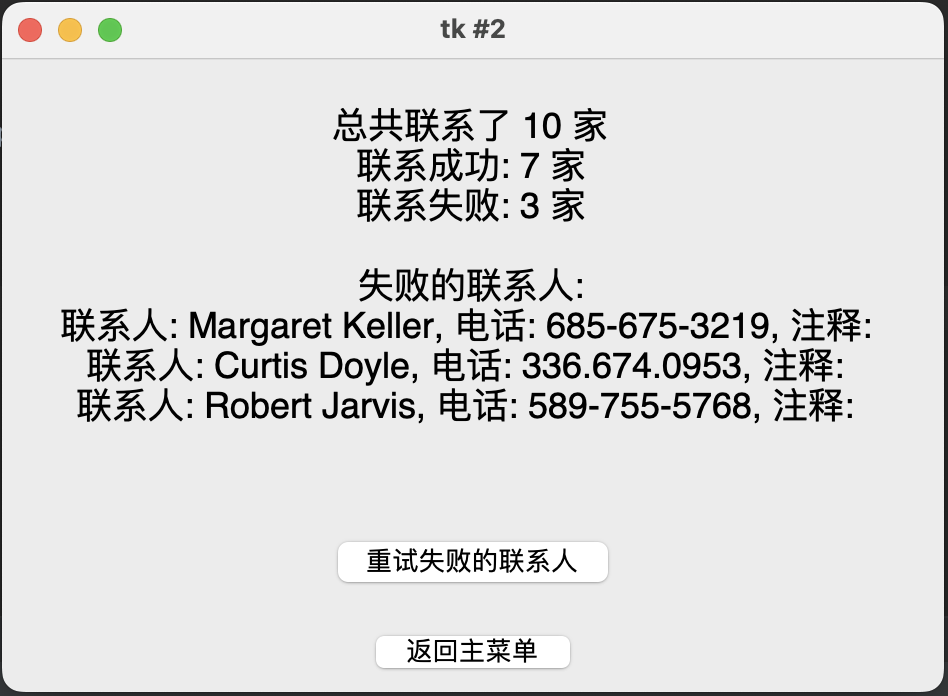 tk #2
总共联系了 10 家
联系成功: 7 家
联系失败: 3 家
失败的联系人:
联系人: Margaret Keller, 电话: 685-675-3219, 注释:
联系人: Curtis Doyle, 电话: 336.674.0953, 注释:
联系人: Robert Jarvis, 电话: 589-755-5768, 注释:
重试失败的联系人
返回主菜单